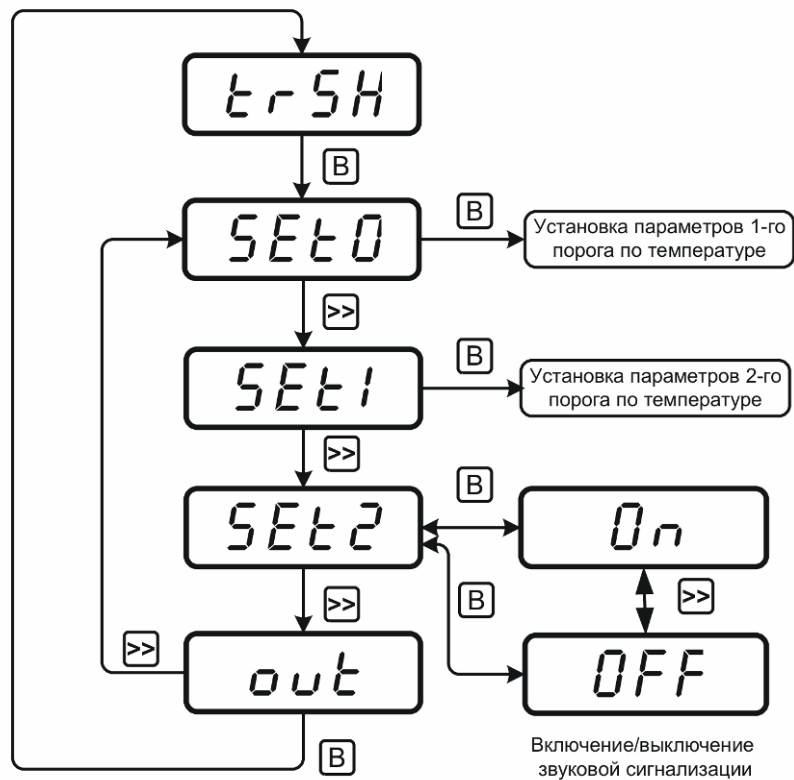 trSH
B
SEt0
B
Установка параметров 1-го
порога по температуре
>>
SEt1
B
Установка параметров 2-го
порога по температуре
>>
SEt2
B
On
>>
B
>>
>>
out
OFF
B
Включение/выключение
звуковой сигнализации